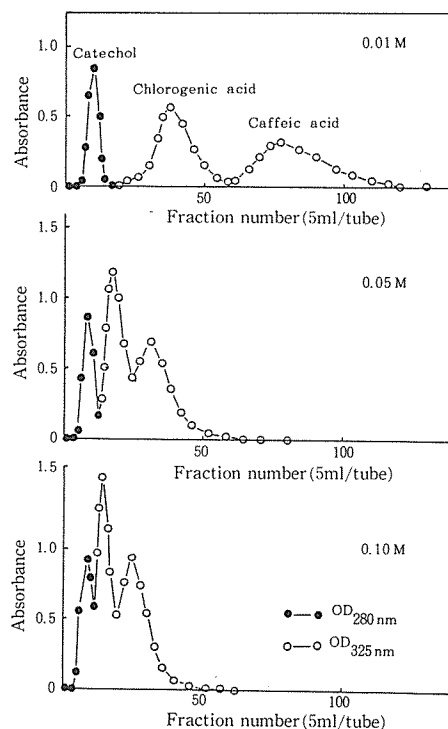 1.0
0.5
0
Absorbance
Catechol
Chlorogenic acid
Caffeic acid
0.01 M
50
100
Fraction number (5ml/tube)
1.5
1.0
0.5
0
Absorbance
0.05 M
50
100
Fraction number (5ml/tube)
1.5
1.0
0.5
0
Absorbance
0.10 M
OD280 nm
OD325 nm
50
100
Fraction number (5ml/tube)